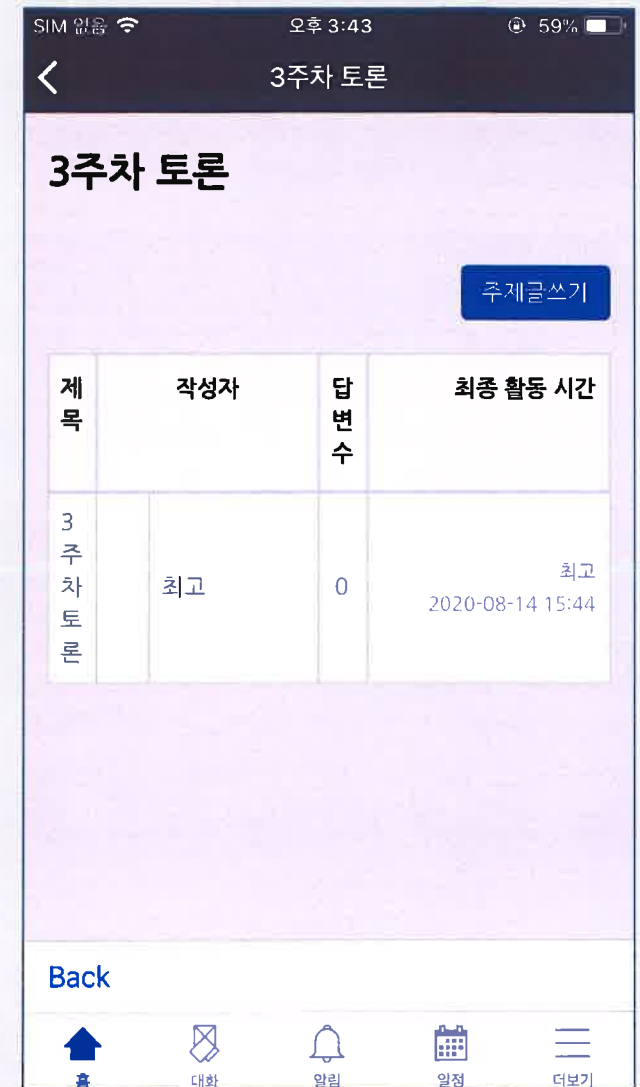 SIM 없음 오후 3:43 59%
3주차 토론
3주차 토론
주제글쓰기
제목 작성자 답변수 최종 활동 시간
3주차토론 최고 0 최고
2020-08-14 15:44
Back
홈 대화 알림 일정 더보기